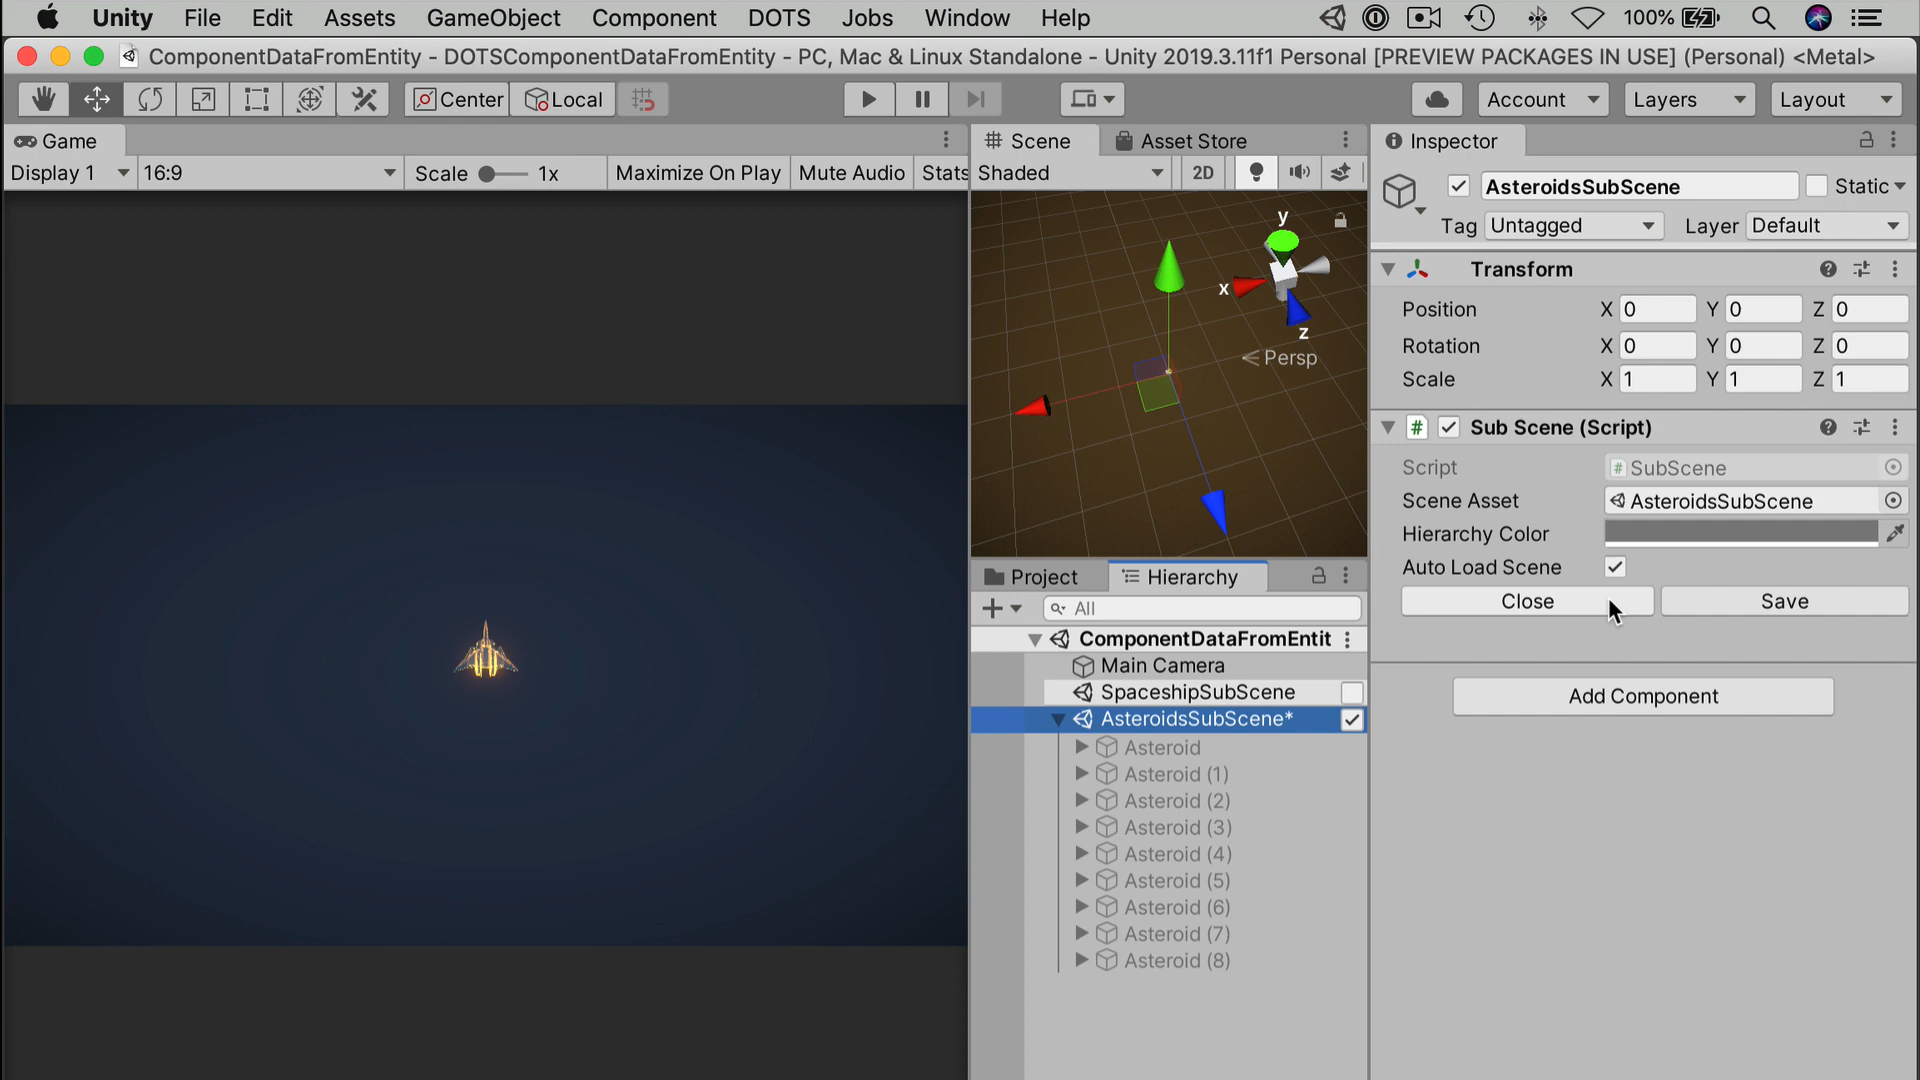 Unity File Edit Assets GameObject Component DOTS Jobs Window Help 100%
ComponentDataFromEntity - DOTSComponentDataFromEntity - PC, Mac & Linux Standalone - Unity 2019.3.11f1 Personal [PREVIEW PACKAGES IN USE] (Personal) <Metal>
Center Local Account Layers Layout
Game
Display 1 16:9 Scale 1x Maximize On Play Mute Audio Stats
Scene Asset Store
Shaded 2D
y
x
z
Persp
Project Hierarchy
All
ComponentDataFromEntit
Main Camera
SpaceshipSubScene
AsteroidsSubScene*
Asteroid
Asteroid (1)
Asteroid (2)
Asteroid (3)
Asteroid (4)
Asteroid (5)
Asteroid (6)
Asteroid (7)
Asteroid (8)
Inspector
AsteroidsSubScene Static
Tag Untagged Layer Default
Transform
Position X 0 Y 0 Z 0
Rotation X 0 Y 0 Z 0
Scale X 1 Y 1 Z 1
# Sub Scene (Script)
Script # SubScene
Scene Asset AsteroidsSubScene
Hierarchy Color
Auto Load Scene
Close Save
Add Component